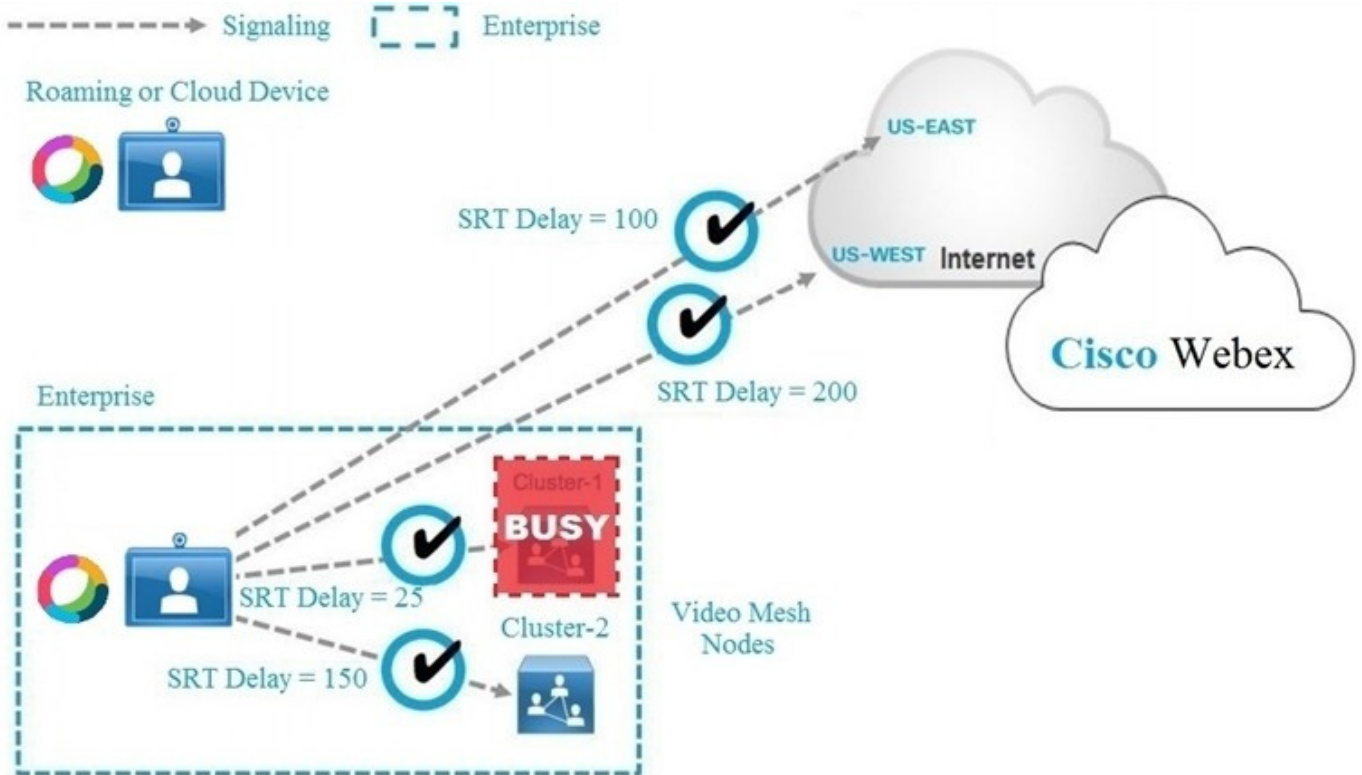 Signaling
Enterprise
Roaming or Cloud Device
US-EAST
SRT Delay = 100
US-WEST Internet
Cisco Webex
SRT Delay = 200
Enterprise
Cluster-1
BUSY
SRT Delay = 25
Cluster-2
Video Mesh
Nodes
SRT Delay = 150